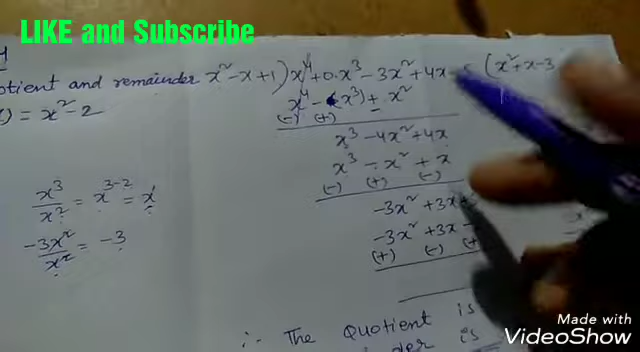 LIKE and Subscribe
otient and remainder x²-x+1)x⁴+0.x³-3x²+4x-5(x²+x-3
) = x²-2
x⁴-(x³)+x²
(-) (+)
x³-4x²+4x
x³-x²+x
(-) (+) (-)
x³/x² = x³⁻² = x¹
-3x²+3x+
-3x²/x² = -3
-3x²+3x-
(+) (-) (+)
∴ The Quotient is
is
Made with
VideoShow